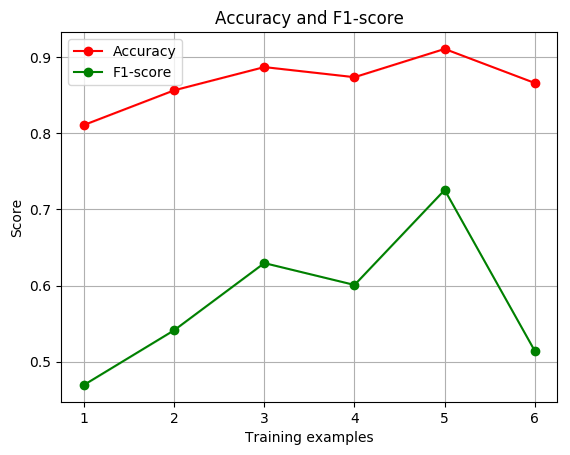 Accuracy and F1-score
Accuracy
F1-score
0.9
0.8
0.7
0.6
0.5
Score
1 2 3 4 5 6
Training examples